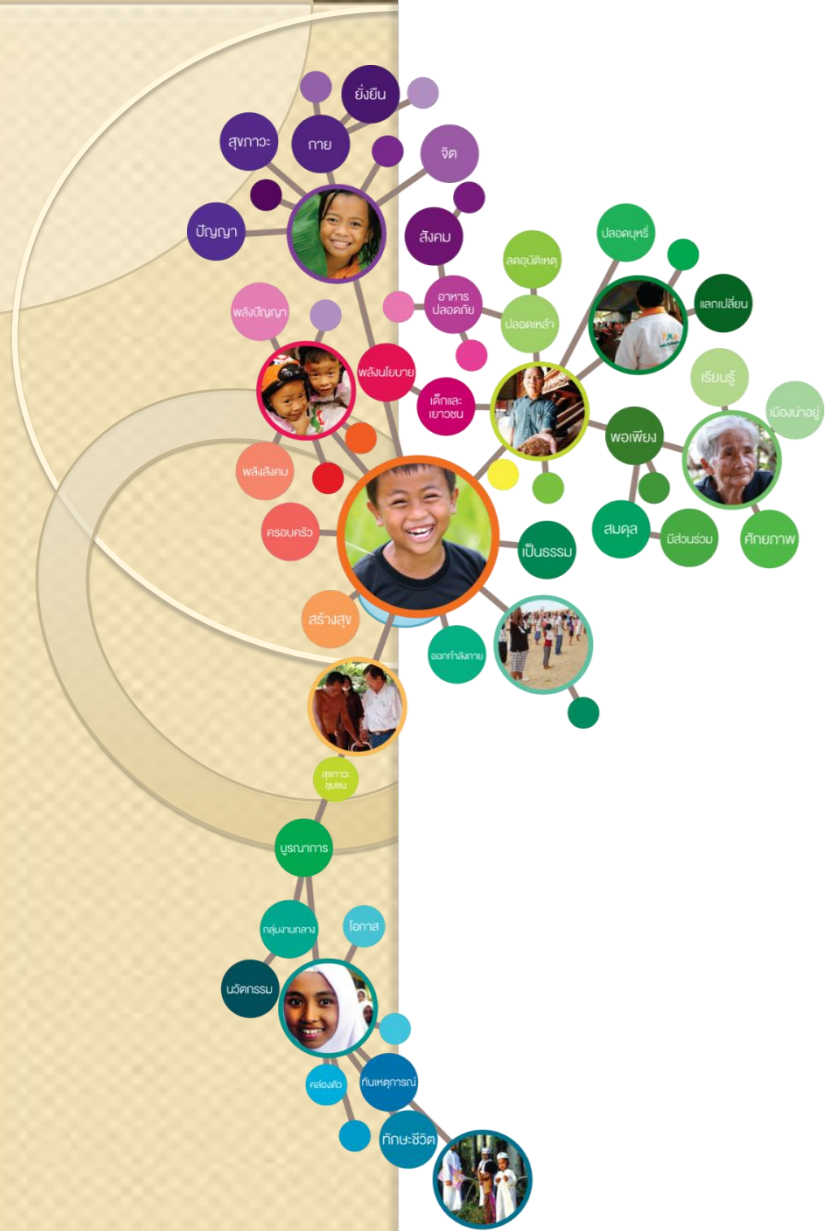 ยั่งยืน
สุขภาวะ
กาย
จิต
ปัญญา
สังคม
ปลอดบุหรี่
ลดอุบัติเหตุ
อาหาร
ปลอดภัย
แลกเปลี่ยน
พลังปัญญา
ปลอดเหล้า
พลังนโยบาย
เรียนรู้
เด็กและ
เยาวชน
เมืองน่าอยู่
พอเพียง
พลังสังคม
ครอบครัว
สมดุล
มีส่วนร่วม
ศักยภาพ
เป็นธรรม
สร้างสุข
ออกกำลังกาย
สุขภาวะ
ชุมชน
บูรณาการ
กลุ่มงานกลาง
โอกาส
นวัตกรรม
คล่องตัว
ทันเหตุการณ์
ทักษะชีวิต